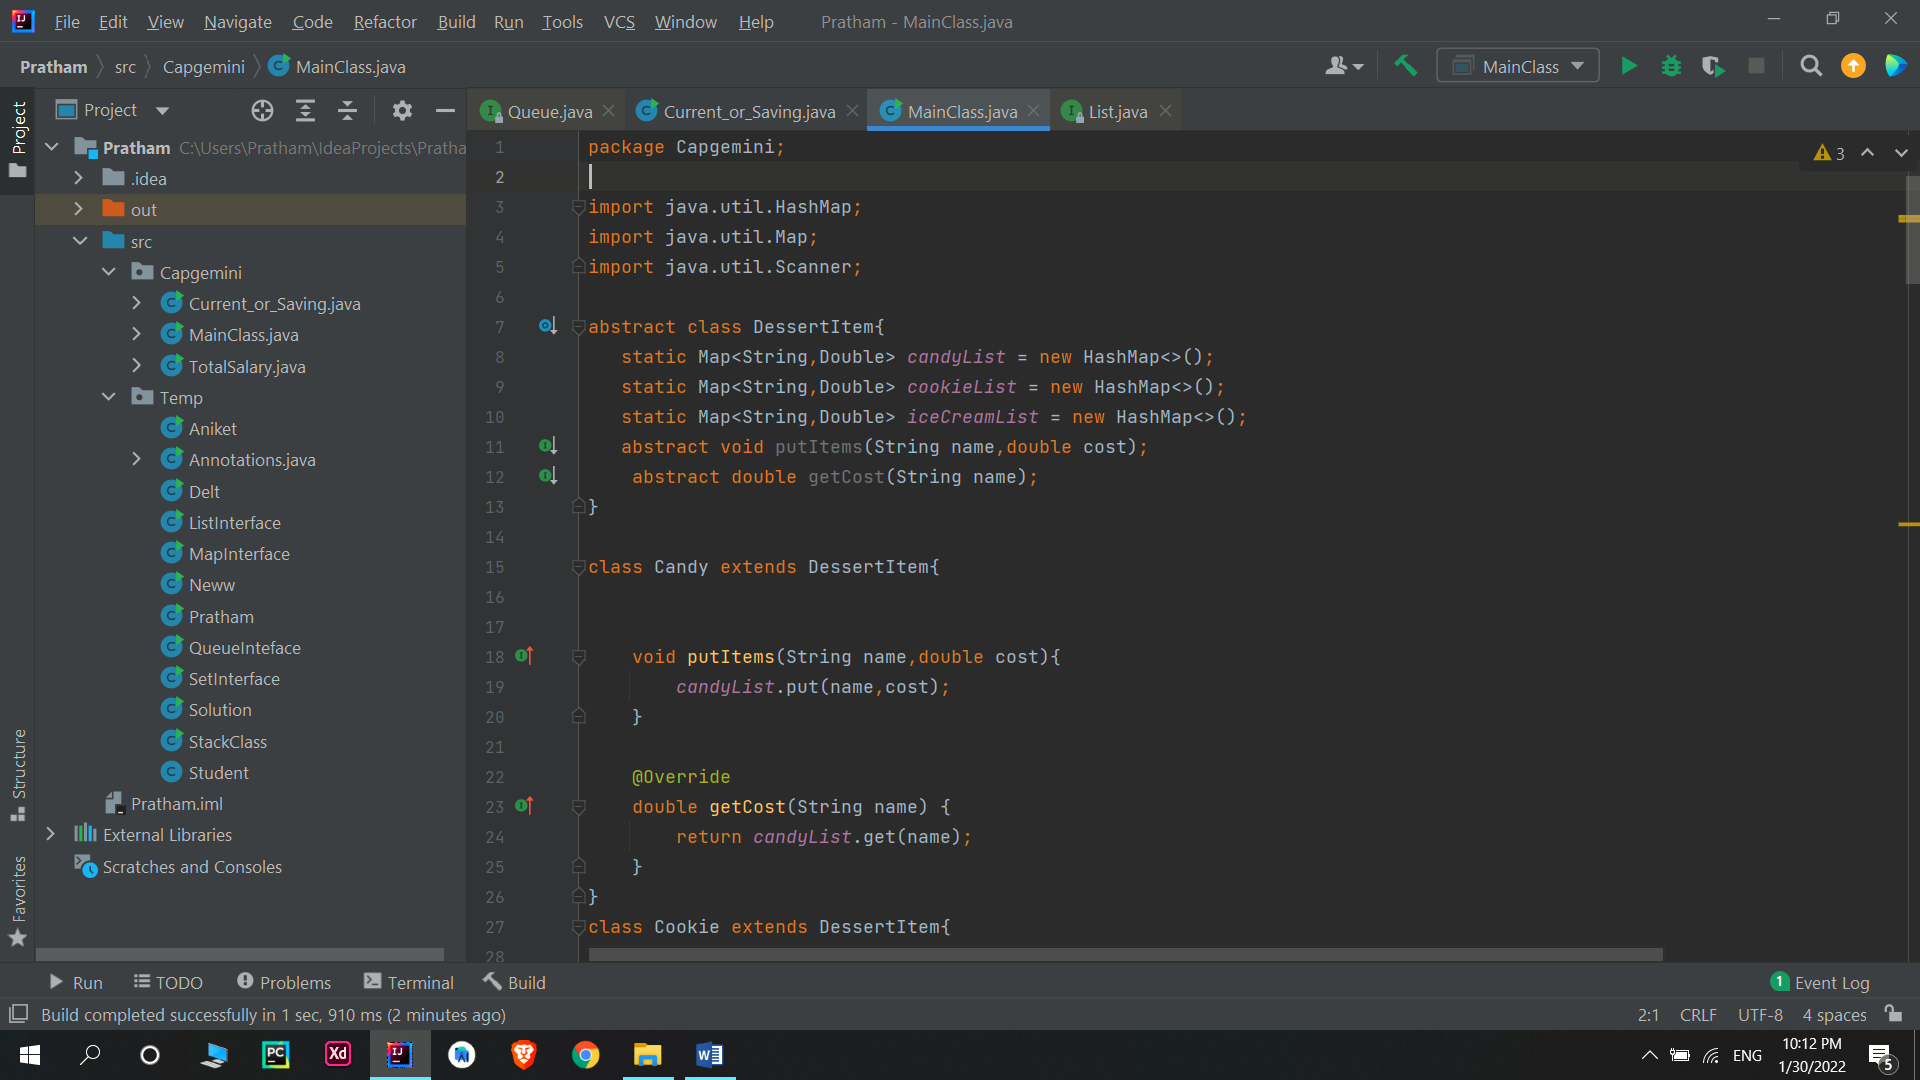 File Edit View Navigate Code Refactor Build Run Tools VCS Window Help Pratham - MainClass.java
Pratham src Capgemini MainClass.java MainClass
Project
Project
Queue.java Current_or_Saving.java MainClass.java List.java
Pratham C:\Users\Pratham\IdeaProjects\Pratha
.idea
out
src
Capgemini
Current_or_Saving.java
MainClass.java
TotalSalary.java
Temp
Aniket
Annotations.java
Delt
ListInterface
MapInterface
Neww
Pratham
QueueInteface
SetInterface
Solution
StackClass
Student
Pratham.iml
External Libraries
Scratches and Consoles
Structure
Favorites
3
1 package Capgemini;
2
3 import java.util.HashMap;
4 import java.util.Map;
5 import java.util.Scanner;
6
7 abstract class DessertItem{
8 static Map<String,Double> candyList = new HashMap<>();
9 static Map<String,Double> cookieList = new HashMap<>();
10 static Map<String,Double> iceCreamList = new HashMap<>();
11 abstract void putItems(String name,double cost);
12 abstract double getCost(String name);
13 }
14
15 class Candy extends DessertItem{
16
17
18 void putItems(String name,double cost){
19 candyList.put(name,cost);
20 }
21
22 @Override
23 double getCost(String name) {
24 return candyList.get(name);
25 }
26 }
27 class Cookie extends DessertItem{
28
Run TODO Problems Terminal Build 1 Event Log
Build completed successfully in 1 sec, 910 ms (2 minutes ago) 2:1 CRLF UTF-8 4 spaces
PC Xd IJ W ENG
10:12 PM
1/30/2022
5